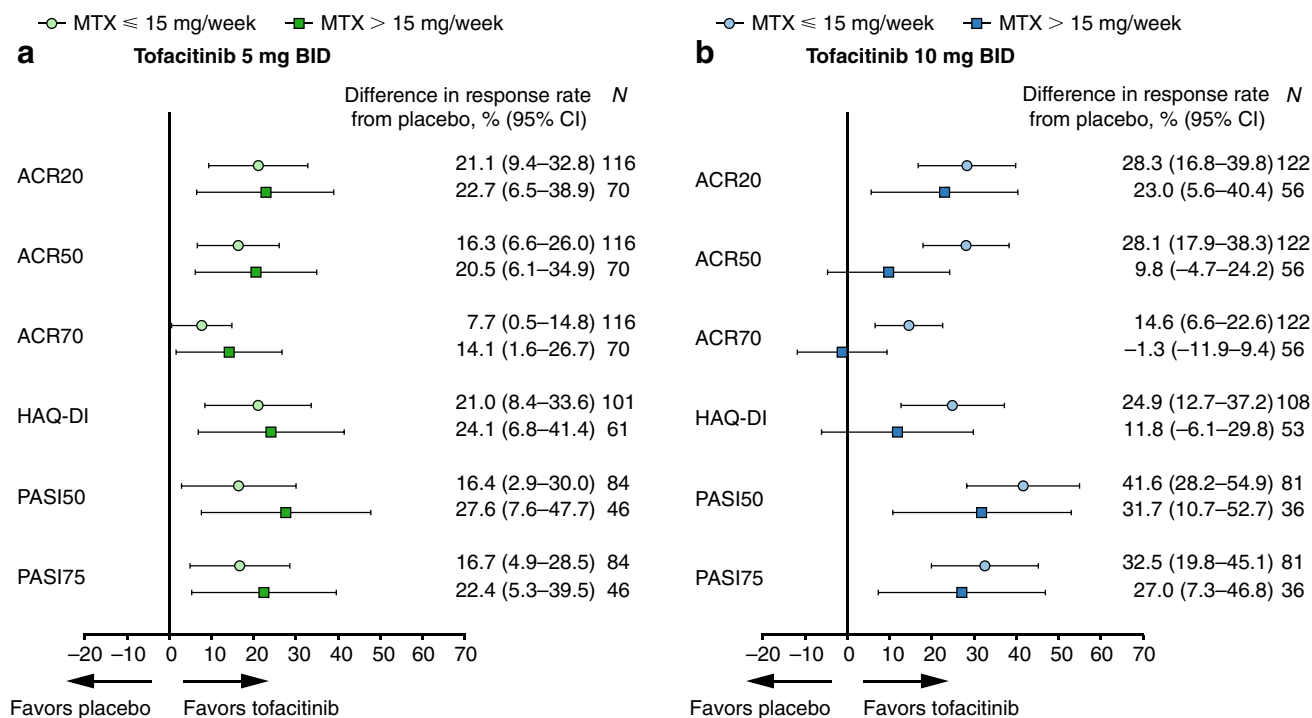 MTX ⩽ 15 mg/week MTX > 15 mg/week
a Tofacitinib 5 mg BID
Difference in response rate N
from placebo, % (95% CI)
ACR20
21.1 (9.4–32.8) 116
22.7 (6.5–38.9) 70
ACR50
16.3 (6.6–26.0) 116
20.5 (6.1–34.9) 70
ACR70
7.7 (0.5–14.8) 116
14.1 (1.6–26.7) 70
HAQ-DI
21.0 (8.4–33.6) 101
24.1 (6.8–41.4) 61
PASI50
16.4 (2.9–30.0) 84
27.6 (7.6–47.7) 46
PASI75
16.7 (4.9–28.5) 84
22.4 (5.3–39.5) 46
–20 –10 0 10 20 30 40 50 60 70
Favors placebo Favors tofacitinib
MTX ⩽ 15 mg/week MTX > 15 mg/week
b Tofacitinib 10 mg BID
Difference in response rate N
from placebo, % (95% CI)
ACR20
28.3 (16.8–39.8) 122
23.0 (5.6–40.4) 56
ACR50
28.1 (17.9–38.3) 122
9.8 (–4.7–24.2) 56
ACR70
14.6 (6.6–22.6) 122
–1.3 (–11.9–9.4) 56
HAQ-DI
24.9 (12.7–37.2) 108
11.8 (–6.1–29.8) 53
PASI50
41.6 (28.2–54.9) 81
31.7 (10.7–52.7) 36
PASI75
32.5 (19.8–45.1) 81
27.0 (7.3–46.8) 36
–20 –10 0 10 20 30 40 50 60 70
Favors placebo Favors tofacitinib